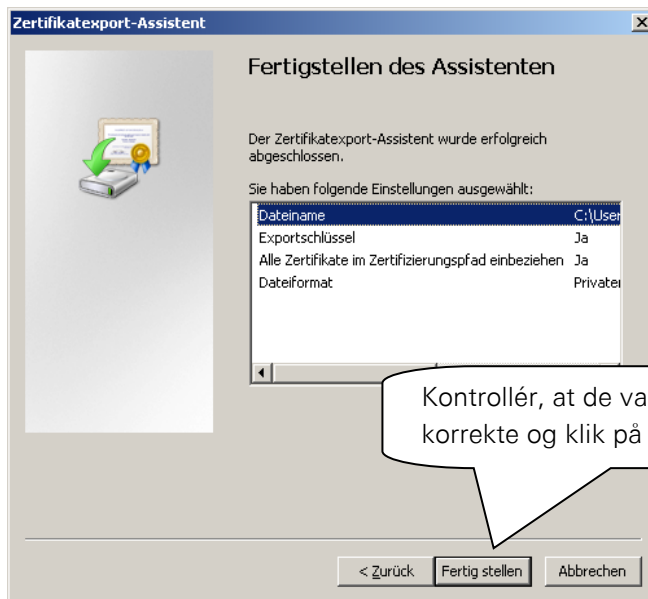 Zertifikatexport-Assistent
Fertigstellen des Assistenten
Der Zertifikatexport-Assistent wurde erfolgreich
abgeschlossen.
Sie haben folgende Einstellungen ausgewählt:
Dateiname C:\User
Exportschlüssel Ja
Alle Zertifikate im Zertifizierungspfad einbeziehen Ja
Dateiformat
Kontrollér, at de
korrekte og klik på
< Zurück Fertig stellen Abbrechen